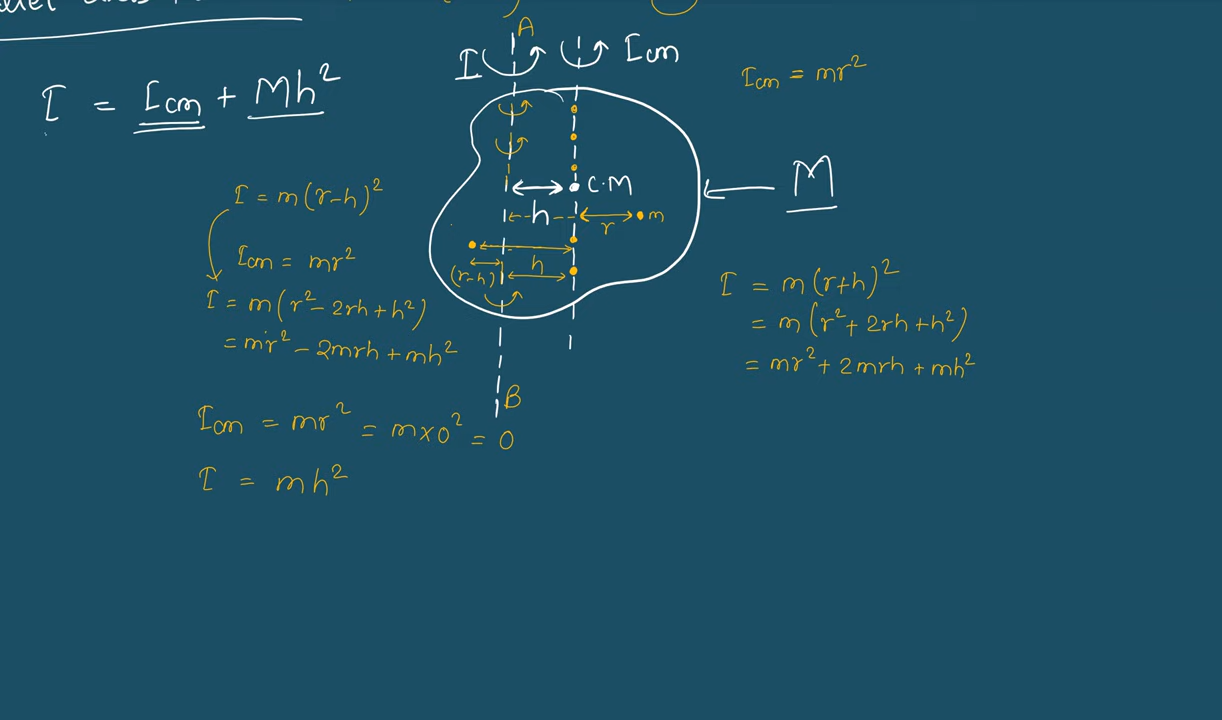 A
I
Icm
Icm = mr²
I = Icm + Mh²
M
C.M
I = m(r-h)²
h
r
m
Icm = mr²
h
(r-h)
I = m(r+h)²
I = m(r² - 2rh + h²)
= m(r² + 2rh + h²)
= mr² - 2mrh + mh²
= mr² + 2mrh + mh²
B
Icm = mr² = m×0² = 0
I = mh²